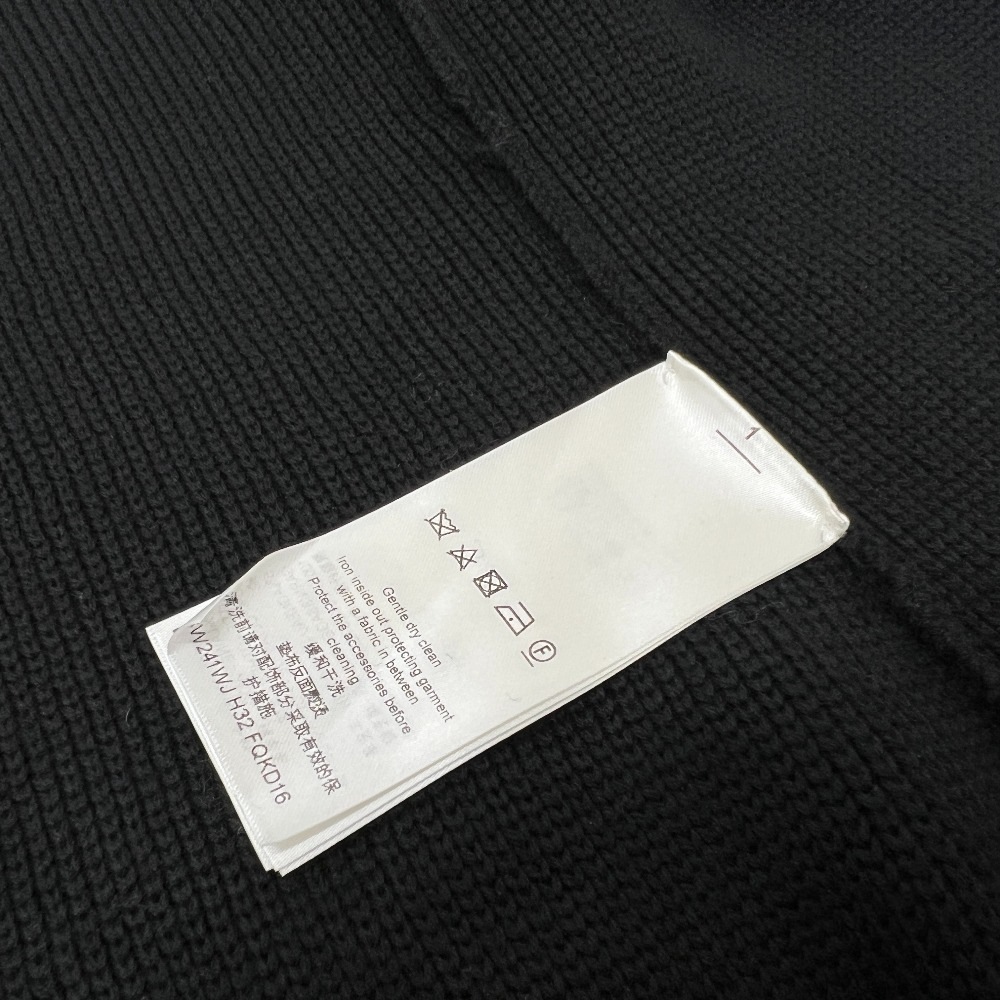 1
F
Gentle dry clean
Iron inside out protecting garment
with a fabric in between
Protect the accessories before
cleaning
缓和干洗
垫布反面熨烫
清洗前请对配饰部分采取有效的保
护措施
W241WJ H32 FQKD16